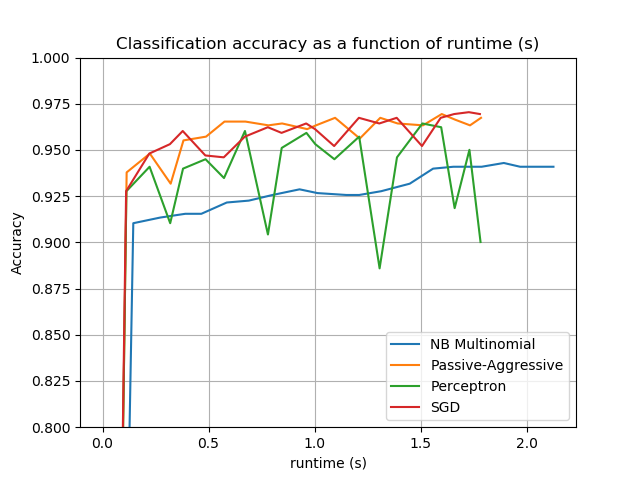 Classification accuracy as a function of runtime (s)
1.000
0.975
0.950
0.925
0.900
0.875
0.850
0.825
0.800
Accuracy
NB Multinomial
Passive-Aggressive
Perceptron
SGD
0.0 0.5 1.0 1.5 2.0
runtime (s)